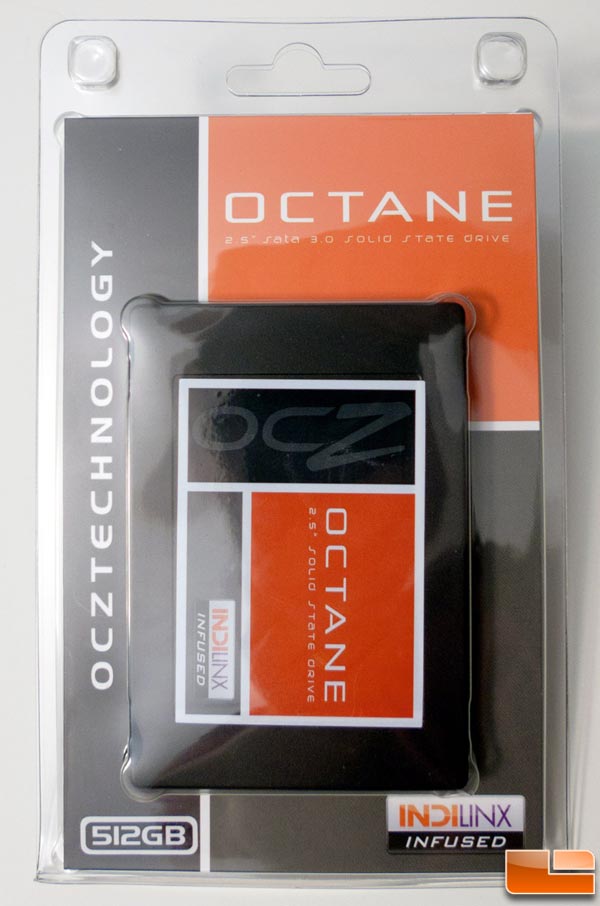 OCTANE
2.5" Sata 3.0 SOLID STATE DRIVE
OCZTECHNOLOGY
OCZ
OCTANE
2.5" SOLID STATE DRIVE
INDILINX
INFUSED
512GB
INDILINX
INFUSED